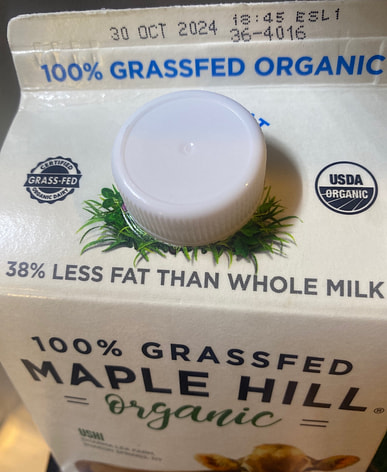 30 OCT 2024 18:45 ESL1
36-4016
100% GRASSFED ORGANIC
CERTIFIED
GRASS-FED
ORGANIC DAIRY
USDA
ORGANIC
38% LESS FAT THAN WHOLE MILK
100% GRASSFED
MAPLE HILL®
organic
USHI